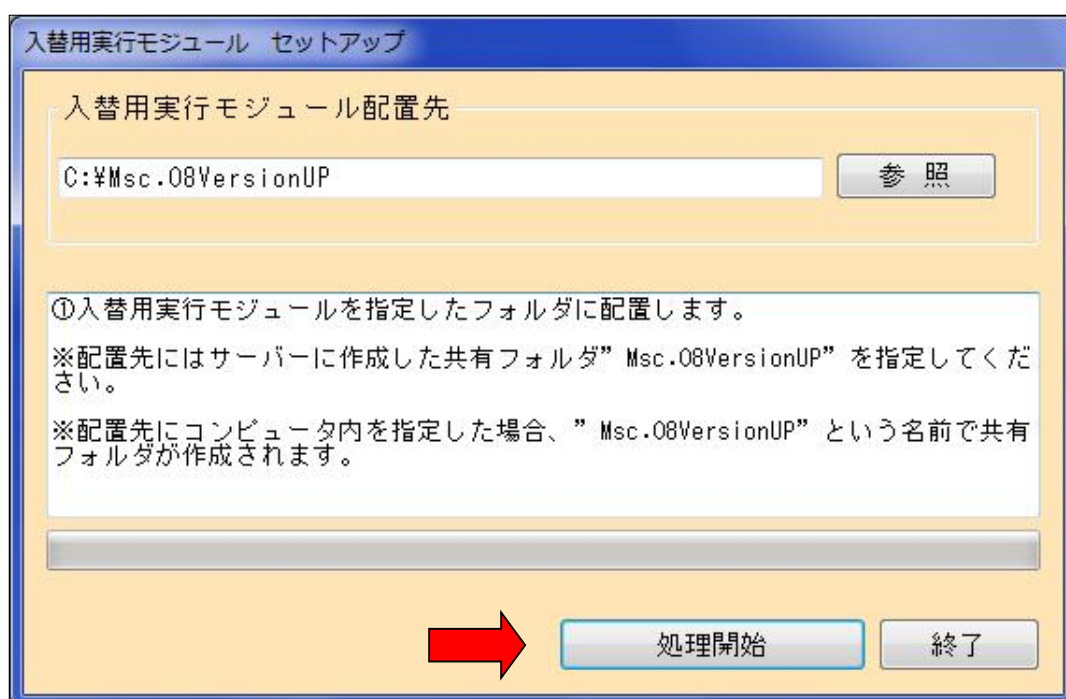 入替用実行モジュール　セットアップ
入替用実行モジュール配置先
C:¥Msc.08VersionUP
参 照
①入替用実行モジュールを指定したフォルダに配置します。
※配置先にはサーバーに作成した共有フォルダ”Msc.08VersionUP”を指定してくだ
さい。
※配置先にコンピュータ内を指定した場合、”Msc.08VersionUP”という名前で共有
フォルダが作成されます。
処理開始
終了